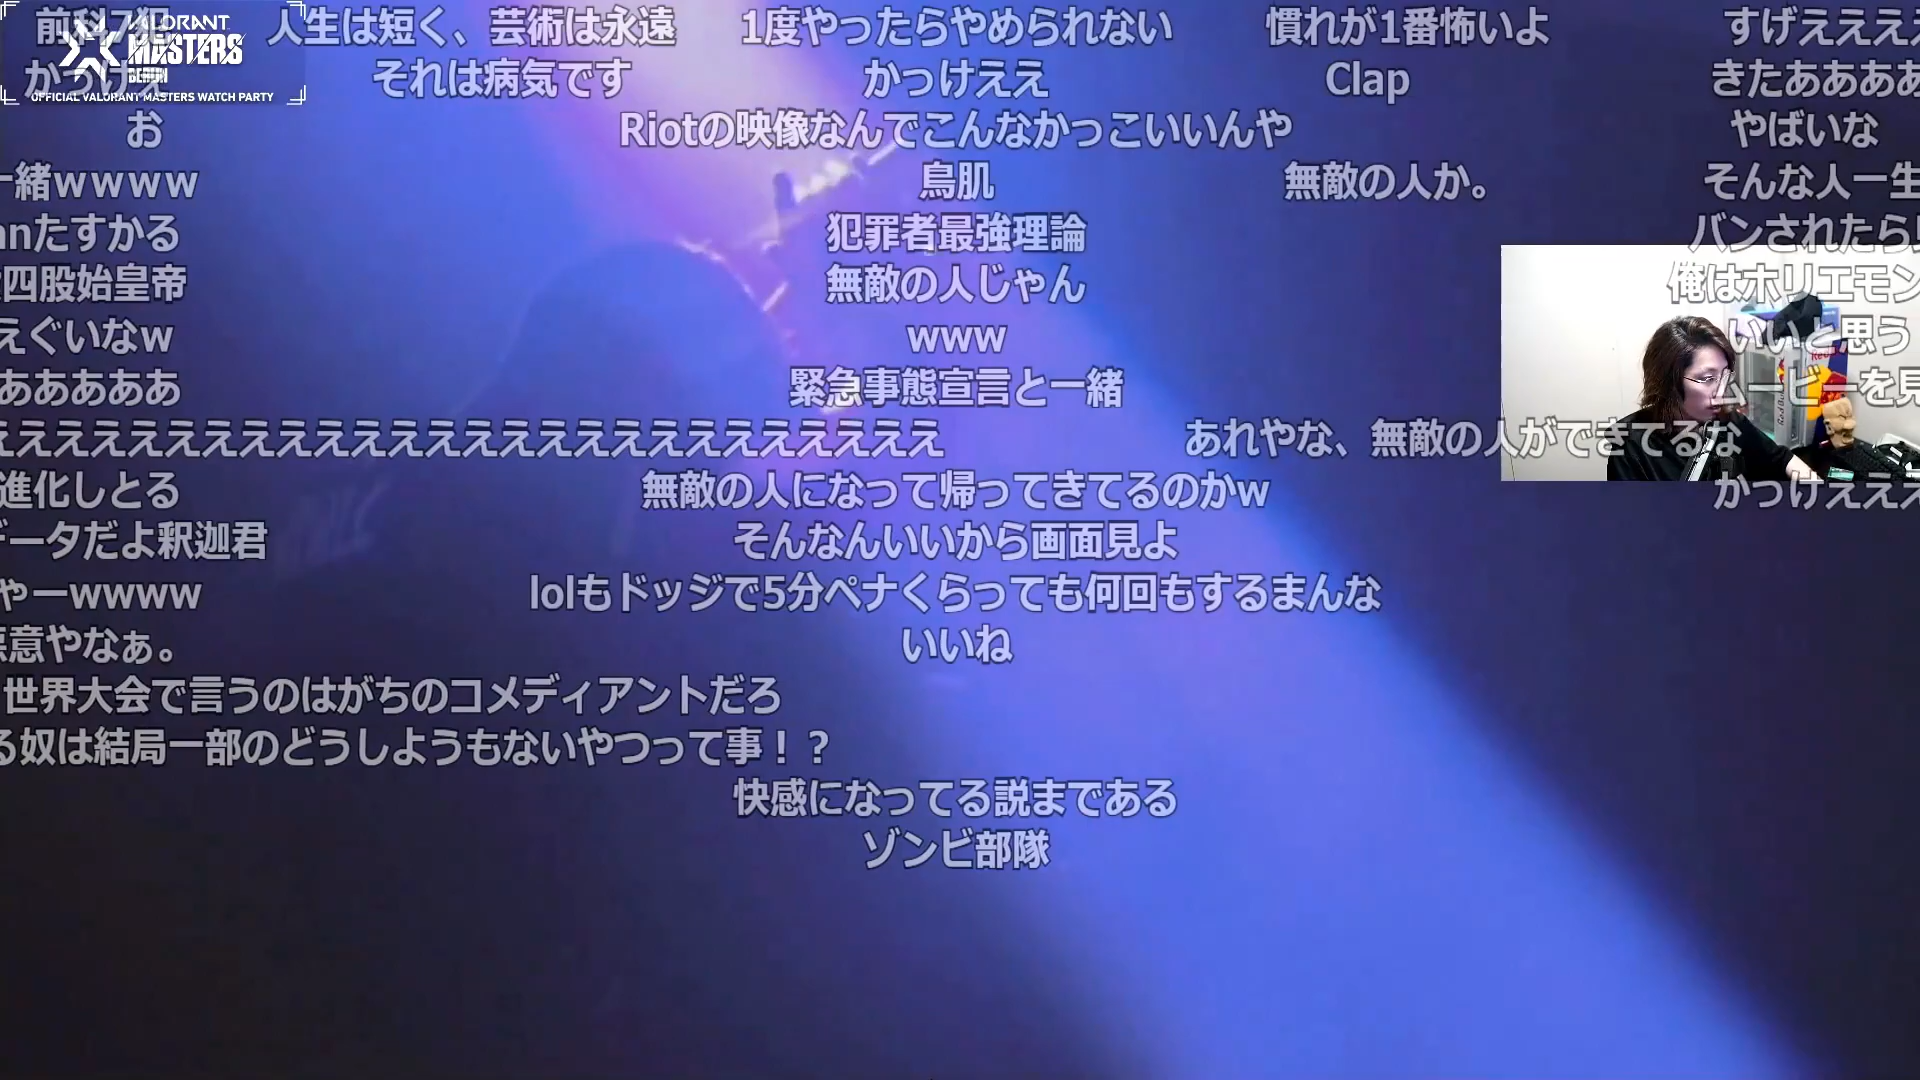 前科7犯 人生は短く、芸術は永遠 1度やったらやめられない 慣れが1番怖いよ すげええええ
VALORANT
MASTERS
BERLIN
OFFICIAL VALORANT MASTERS WATCH PARTY
かっけえ それは病気です かっけええ Clap きたああああ
お Riotの映像なんでこんなかっこいいんや やばいな
一緒ｗｗｗｗ 鳥肌 無敵の人か。 そんな人一生
anたすかる 犯罪者最強理論 バンされたら
四股始皇帝 無敵の人じゃん 俺はホリエモン
えぐいなw www いいと思う
あああああ 緊急事態宣言と一緒 ムービーを見
えええええええええええええええええええええええええ あれやな、無敵の人ができてるな
進化しとる 無敵の人になって帰ってきてるのかw かっけえええ
データだよ釈迦君 そんなんいいから画面見よ
ゃーwwww lolもドッジで5分ペナくらっても何回もするまんな
悪意やなぁ。 いいね
世界大会で言うのはがちのコメディアントだろ
る奴は結局一部のどうしようもないやつって事！？
快感になってる説まである
ゾンビ部隊